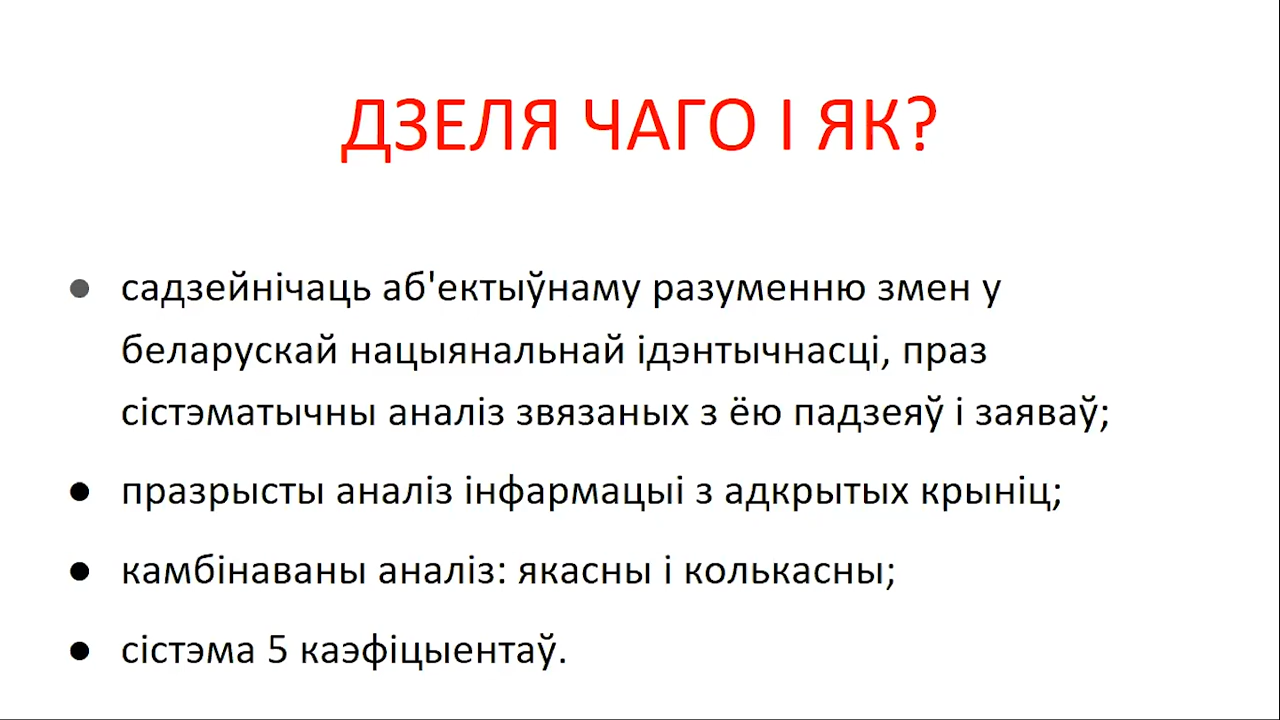 ДЗЕЛЯ ЧАГО І ЯК?
● садзейнічаць аб'ектыўнаму разуменню змен у
беларускай нацыянальнай ідэнтычнасці, праз
сістэматычны аналіз звязаных з ёю падзеяў і заяваў;
● празрысты аналіз інфармацыі з адкрытых крыніц;
● камбінаваны аналіз: якасны і колькасны;
● сістэма 5 каэфіцыентаў.